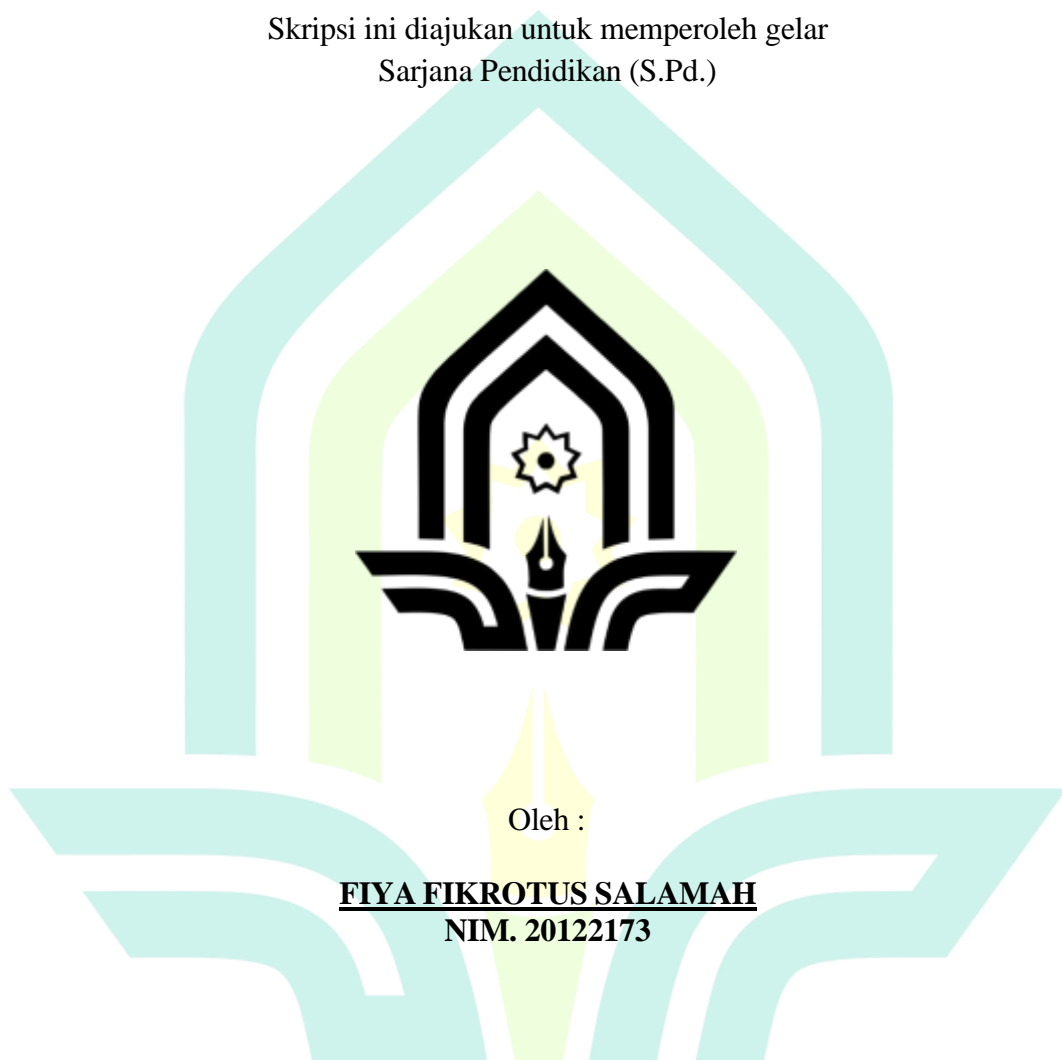 Skripsi ini diajukan untuk memperoleh gelar
Sarjana Pendidikan (S.Pd.)
Oleh :
FIYA FIKROTUS SALAMAH
NIM. 20122173